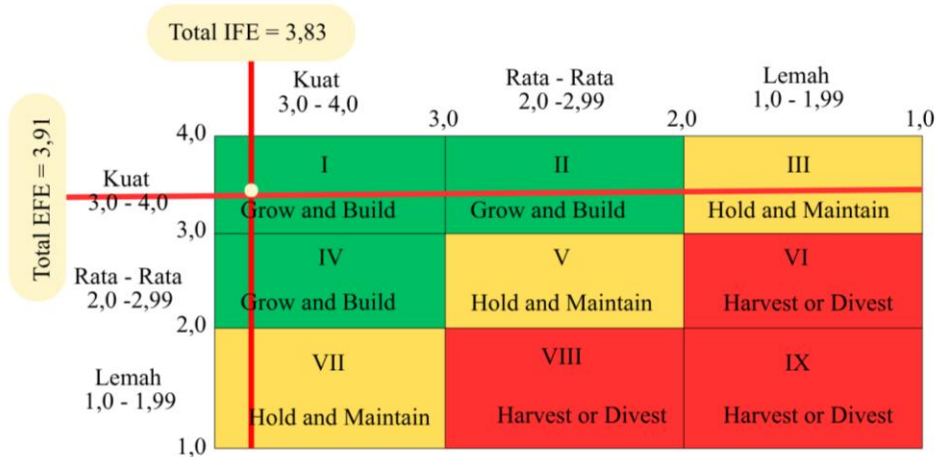 Total IFE = 3,83
Kuat
3,0 - 4,0
Rata - Rata
2,0 -2,99
Lemah
1,0 - 1,99
4,0
3,0
2,0
1,0
Total EFE = 3,91
Kuat
3,0 - 4,0
I
Grow and Build
II
Grow and Build
III
Hold and Maintain
3,0
Rata - Rata
2,0 -2,99
IV
Grow and Build
V
Hold and Maintain
VI
Harvest or Divest
2,0
Lemah
1,0 - 1,99
VII
Hold and Maintain
VIII
Harvest or Divest
IX
Harvest or Divest
1,0